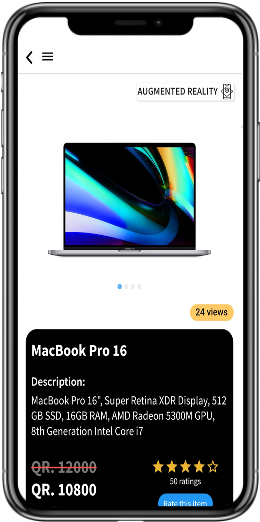 AUGMENTED REALITY
24 views
MacBook Pro 16
Description:
MacBook Pro 16", Super Retina XDR Display, 512
GB SSD, 16GB RAM, AMD Radeon 5300M GPU,
8th Generation Intel Core i7
QR. 12000
50 ratings
QR. 10800
Rate this item